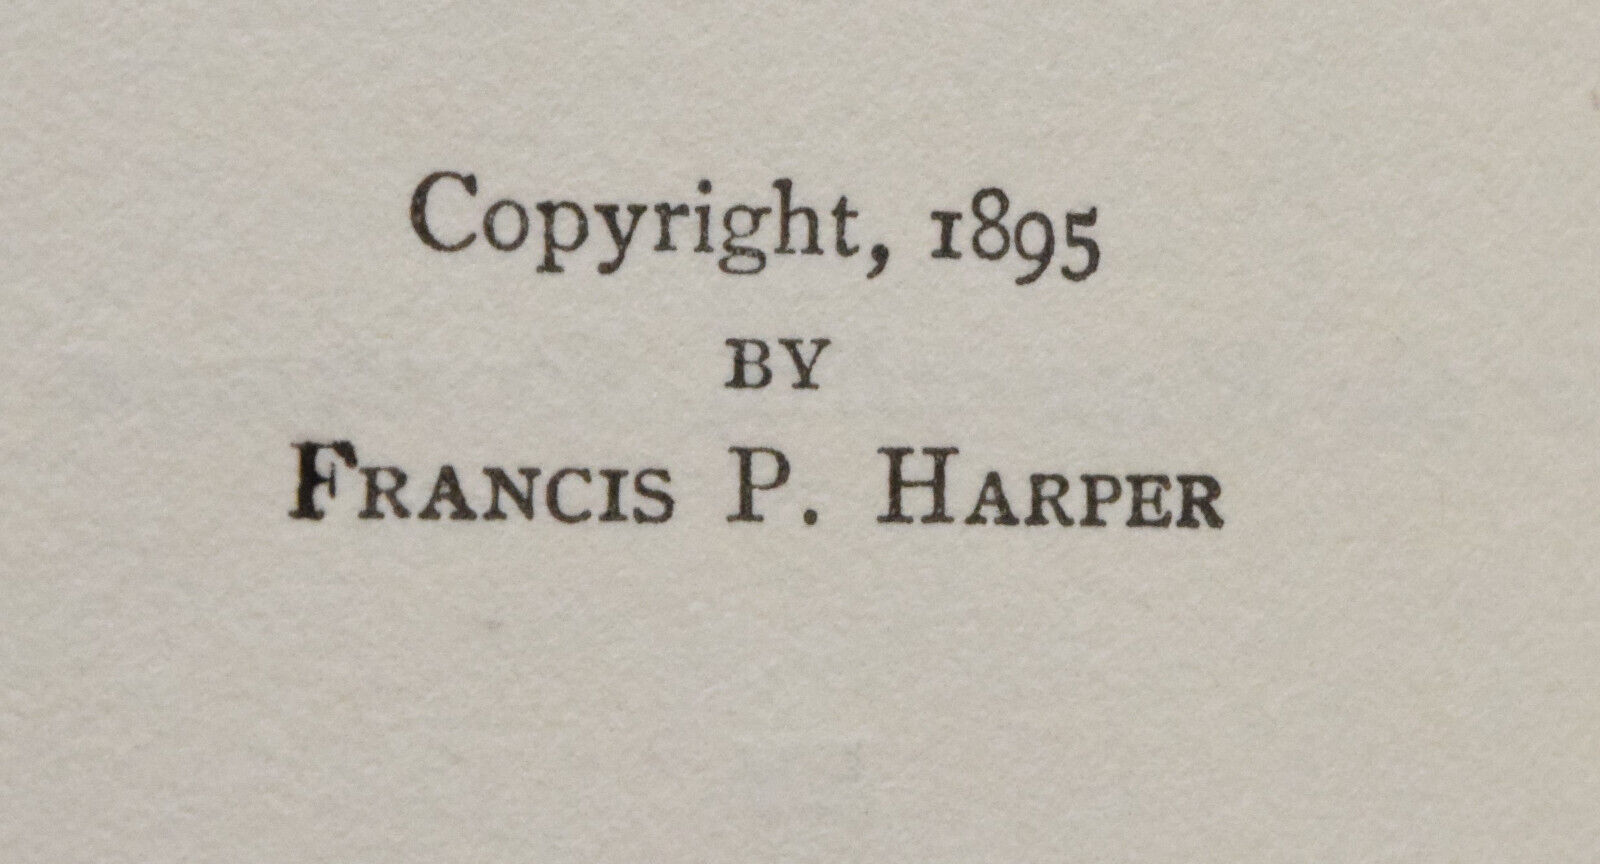 Copyright, 1895
BY
FRANCIS P. HARPER